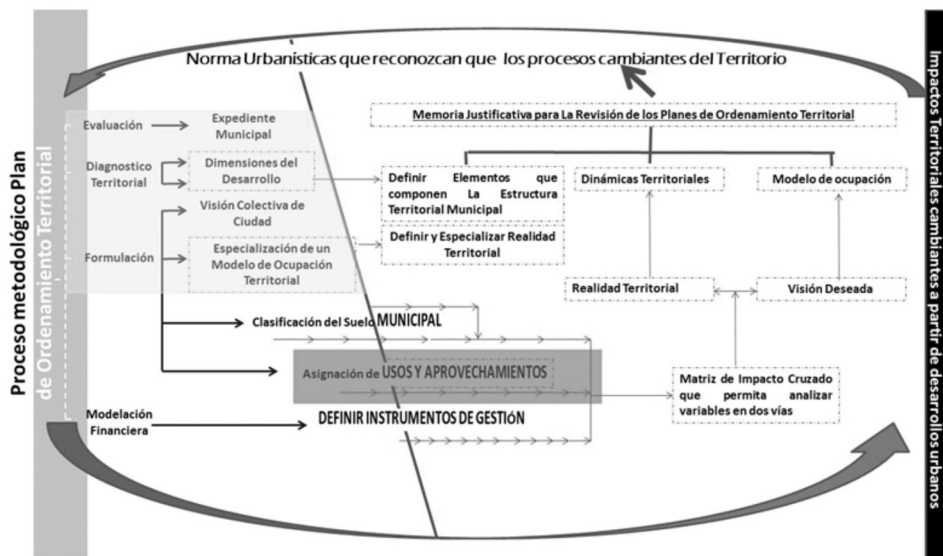 Proceso metodológico Plan
de Ordenamiento Territorial
Norma Urbanísticas que reconozcan que los procesos cambiantes del Territorio
Evaluación
Expediente
Municipal
Diagnostico
Territorial
Dimensiones del
Desarrollo
Visión Colectiva de
Ciudad
Formulación
Especialización de un
Modelo de Ocupación
Territorial
Clasificación del Suelo MUNICIPAL
Asignación de USOS Y APROVECHAMIENTOS
Modelación
Financiera
DEFINIR INSTRUMENTOS DE GESTIÓN
Memoria Justificativa para La Revisión de los Planes de Ordenamiento Territorial
Definir Elementos que
componen La Estructura
Territorial Municipal
Definir y Especializar Realidad
Territorial
Dinámicas Territoriales
Modelo de ocupación
Realidad Territorial
Visión Deseada
Matriz de Impacto Cruzado
que permita analizar
variables en dos vías
Impactos Territoriales cambiantes a partir de desarrollos urbanos